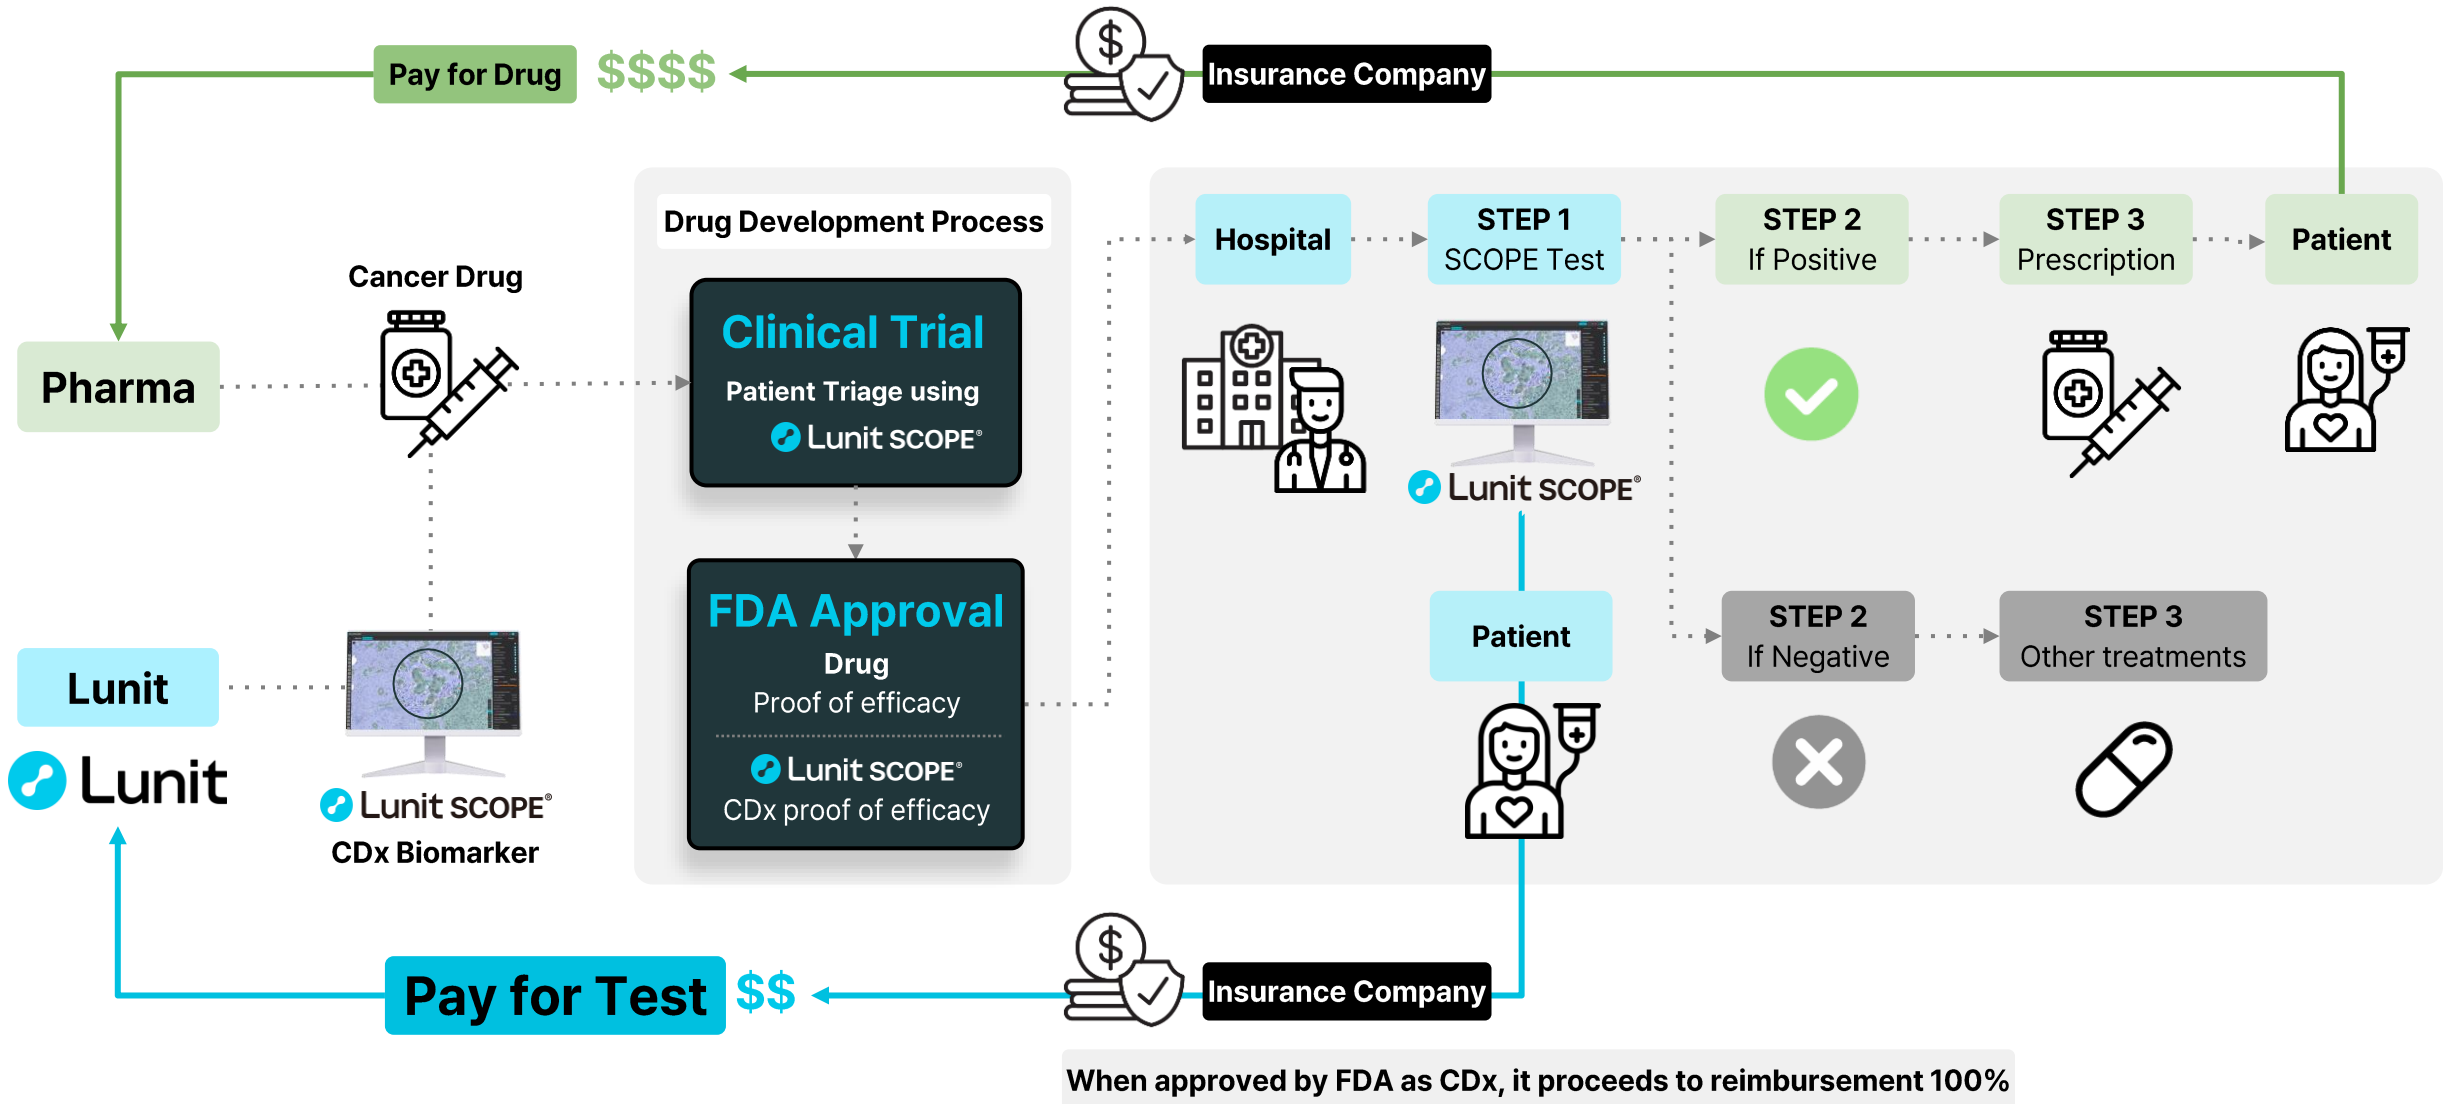 Pay for Drug
$$$$
$
Insurance Company
Drug Development Process
Hospital
STEP 1
SCOPE Test
STEP 2
If Positive
STEP 3
Prescription
Patient
Cancer Drug
Pharma
Clinical Trial
Patient Triage using
Lunit SCOPE®
Lunit SCOPE®
FDA Approval
Drug
Proof of efficacy
Lunit SCOPE®
CDx proof of efficacy
Patient
STEP 2
If Negative
STEP 3
Other treatments
Lunit
Lunit
Lunit SCOPE®
CDx Biomarker
Pay for Test
$$
$
Insurance Company
When approved by FDA as CDx, it proceeds to reimbursement 100%